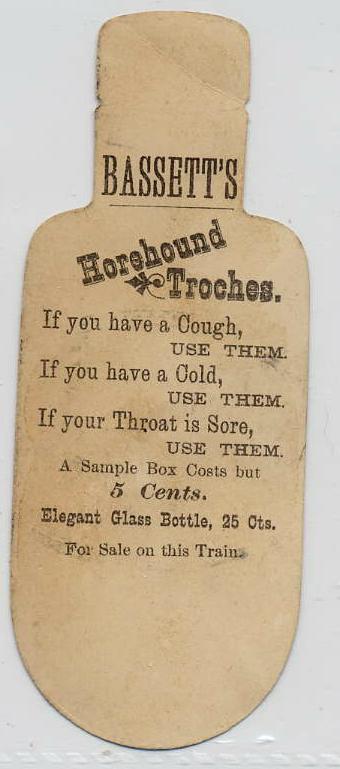 BASSETT'S
Horehound
Troches.
If you have a Cough,
USE THEM.
If you have a Cold,
USE THEM.
If your Throat is Sore,
USE THEM.
A Sample Box Costs but
5 Cents.
Elegant Glass Bottle, 25 Cts.
For Sale on this Train.